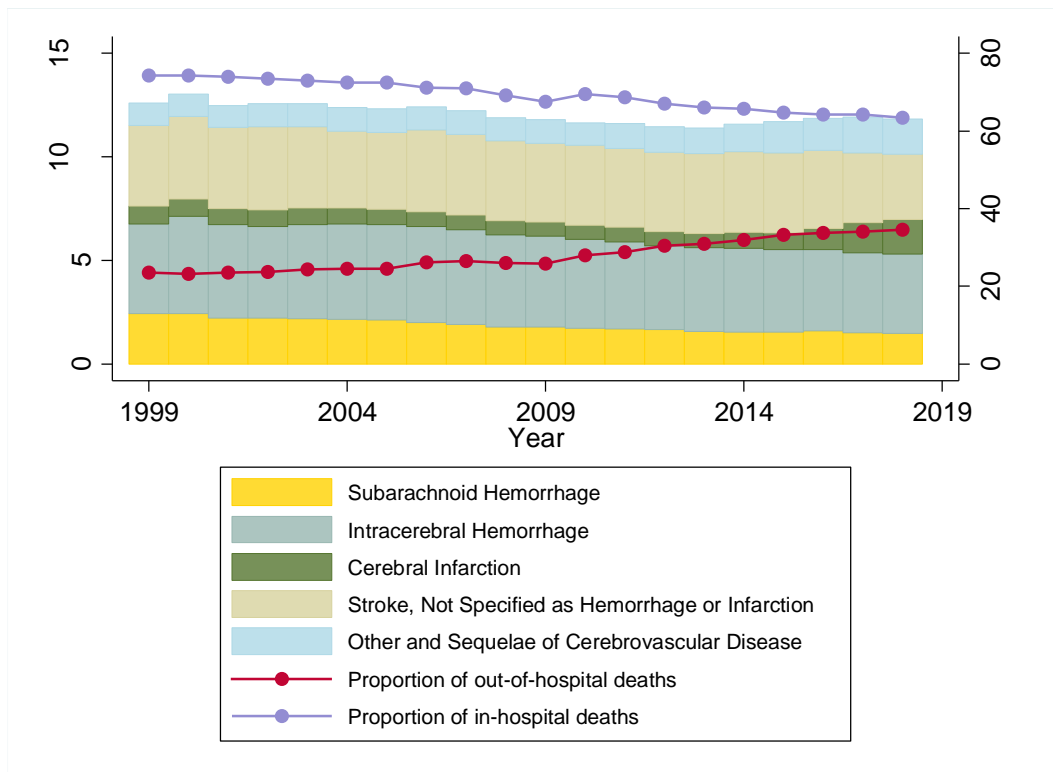 15
10
5
0
80
60
40
20
0
1999 2004 2009 2014 2019
Year
Subarachnoid Hemorrhage
Intracerebral Hemorrhage
Cerebral Infarction
Stroke, Not Specified as Hemorrhage or Infarction
Other and Sequelae of Cerebrovascular Disease
Proportion of out-of-hospital deaths
Proportion of in-hospital deaths